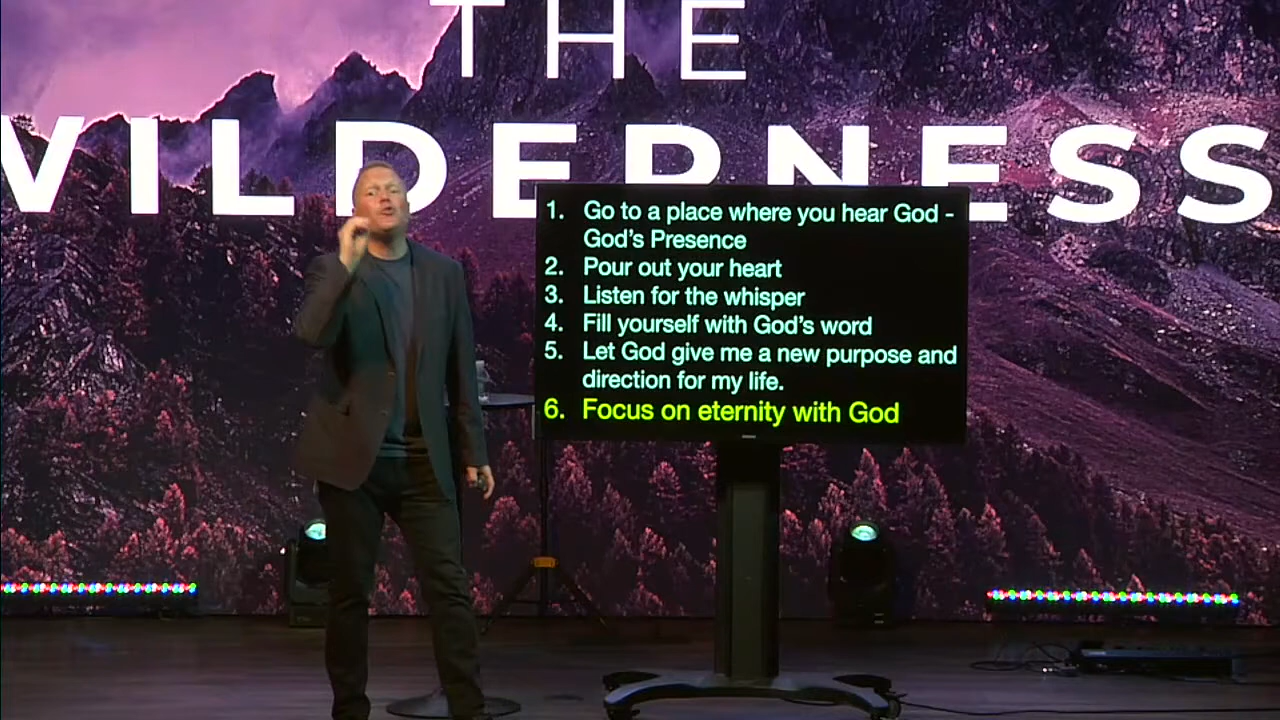 THE
WILDERNESS
1. Go to a place where you hear God -
God's Presence
2. Pour out your heart
3. Listen for the whisper
4. Fill yourself with God's word
5. Let God give me a new purpose and
direction for my life.
6. Focus on eternity with God